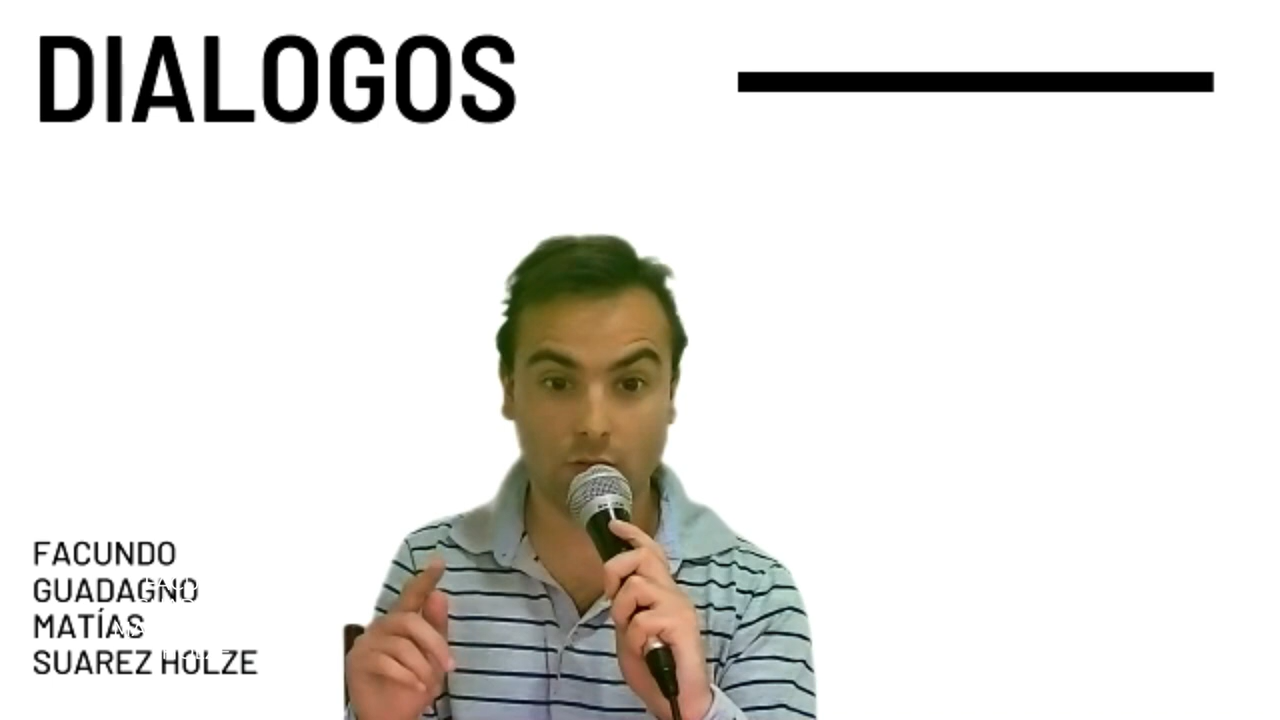 DIALOGOS
FACUNDO
GUADAGNO
MATÍAS
SUAREZ HOLZE